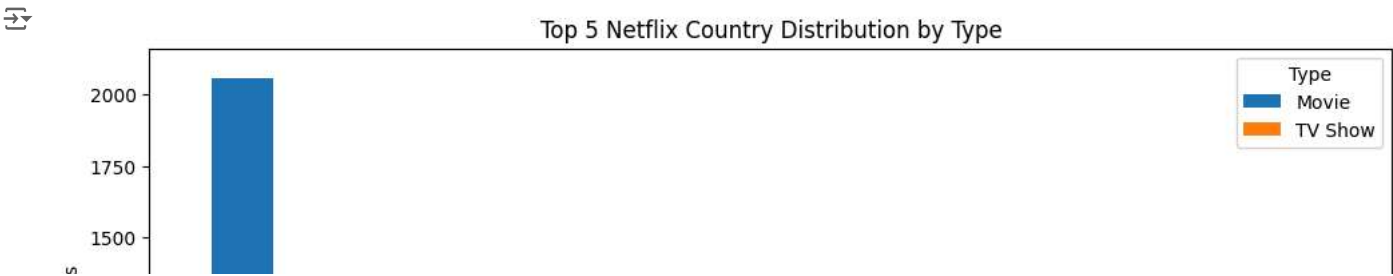 Top 5 Netflix Country Distribution by Type
Type
Movie
TV Show
2000
1750
1500